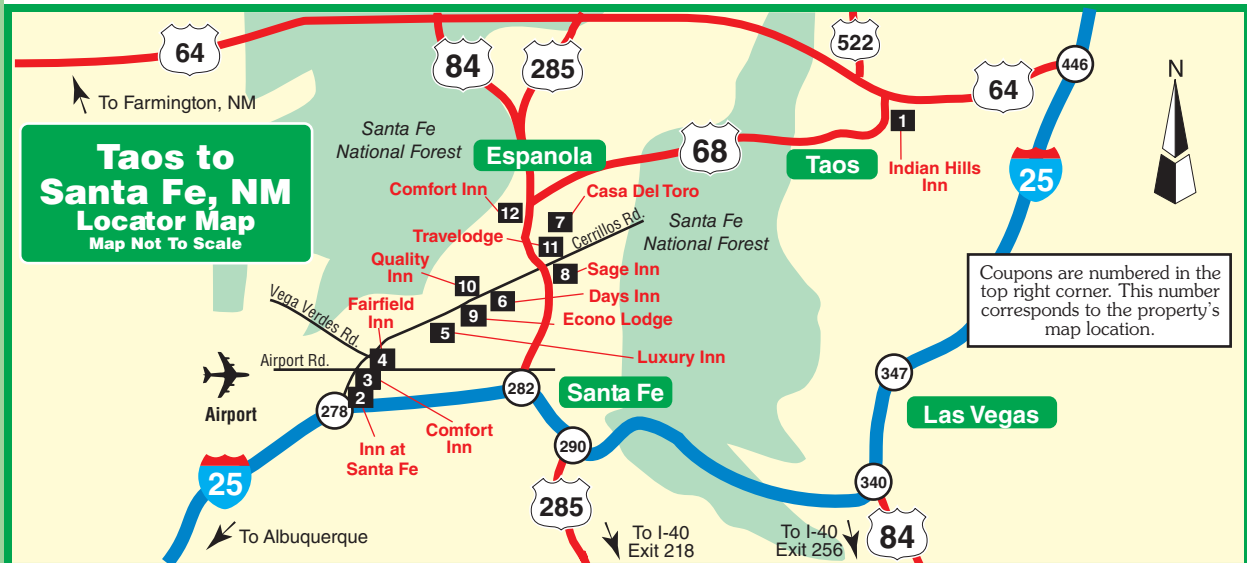 64
84
285
522
446
64
N
To Farmington, NM
Santa Fe
National Forest
Espanola
68
Taos
1
Indian Hills
Inn
25
Taos to
Santa Fe, NM
Locator Map
Map Not To Scale
Comfort Inn
12
7
Casa Del Toro
Cerrillos Rd.
Santa Fe
National Forest
Travelodge
11
Quality
Inn
10
8
Sage Inn
6
Days Inn
9
Econo Lodge
5
Luxury Inn
Coupons are numbered in the
top right corner. This number
corresponds to the property's
map location.
Vega Verdes Rd.
Fairfield
Inn
4
Airport Rd.
3
2
Airport
278
282
Santa Fe
347
Las Vegas
Comfort
Inn
Inn at
Santa Fe
290
340
25
285
84
To Albuquerque
To I-40
Exit 218
To I-40
Exit 256